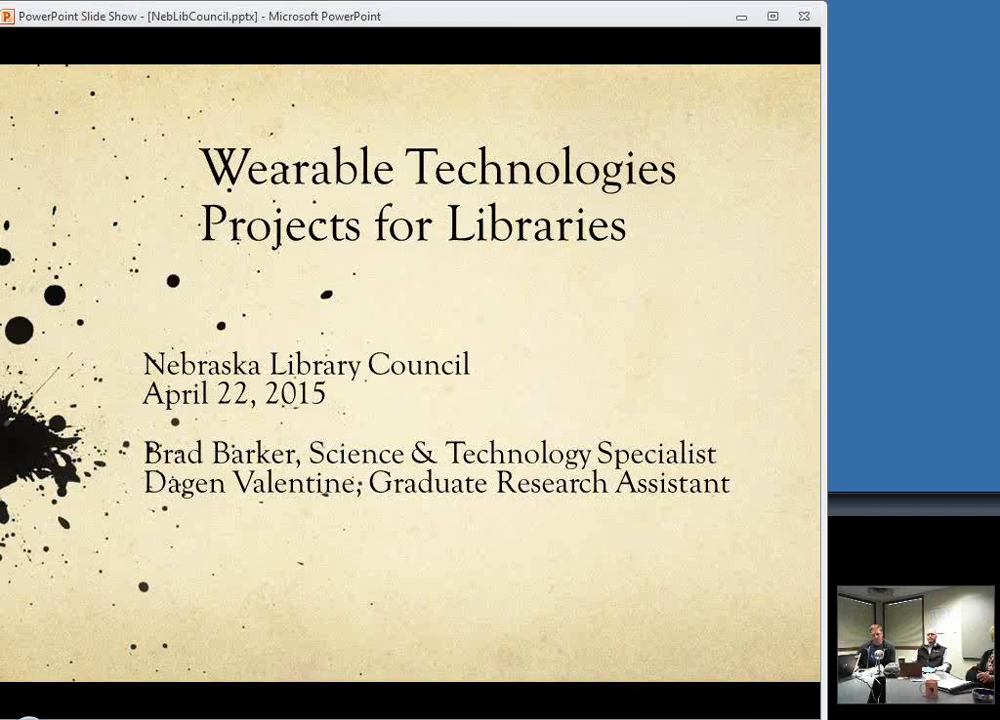 PowerPoint Slide Show - [NebLibCouncil.pptx] - Microsoft PowerPoint
Wearable Technologies
Projects for Libraries
Nebraska Library Council
April 22, 2015
Brad Barker, Science & Technology Specialist
Dagen Valentine, Graduate Research Assistant